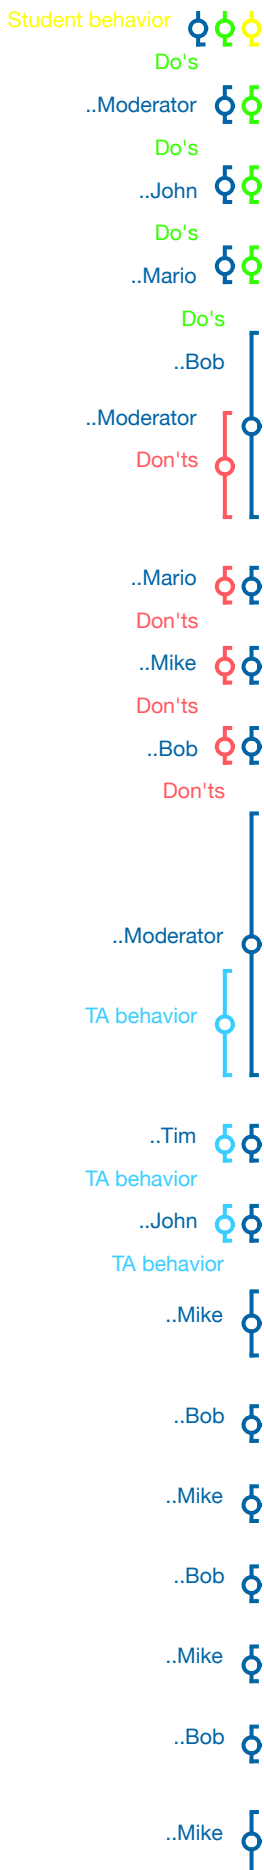 Student behavior
Do's
..Moderator
Do's
..John
Do's
..Mario
Do's
..Bob
..Moderator
Don'ts
..Mario
Don'ts
..Mike
Don'ts
..Bob
Don'ts
..Moderator
TA behavior
..Tim
TA behavior
..John
TA behavior
..Mike
..Bob
..Mike
..Bob
..Mike
..Bob
..Mike